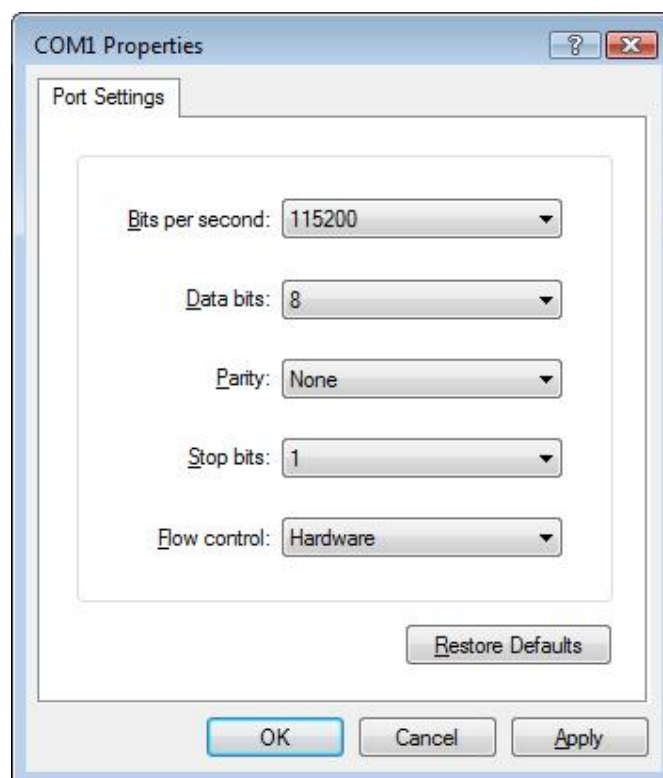 COM1 Properties
?
Port Settings
Bits per second: 115200
Data bits: 8
Parity: None
Stop bits: 1
Flow control: Hardware
Restore Defaults
OK Cancel Apply